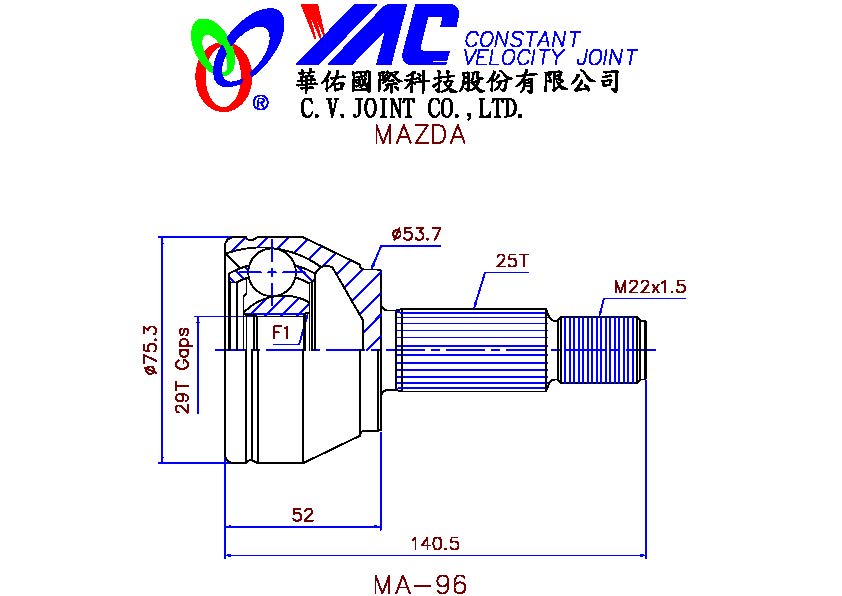 YAC CONSTANT
VELOCITY JOINT
®
華佑國際科技股份有限公司
C.V.JOINT CO.,LTD.
MAZDA
ø53.7
25T
M22x1.5
F1
ø75.3
29T Gaps
52
140.5
MA-96